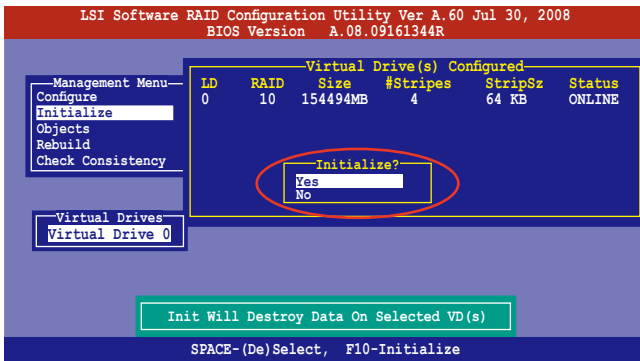 LSI Software RAID Configuration Utility Ver A.60 Jul 30, 2008
BIOS Version A.08.09161344R
Virtual Drive(s) Configured
LD RAID Size #Stripes StripSz Status
0 10 154494MB 4 64 KB ONLINE
Management Menu
Configure
Initialize
Objects
Rebuild
Check Consistency
Initialize?
Yes
No
Virtual Drives
Virtual Drive 0
Init Will Destroy Data On Selected VD(s)
SPACE-(De)Select, F10-Initialize